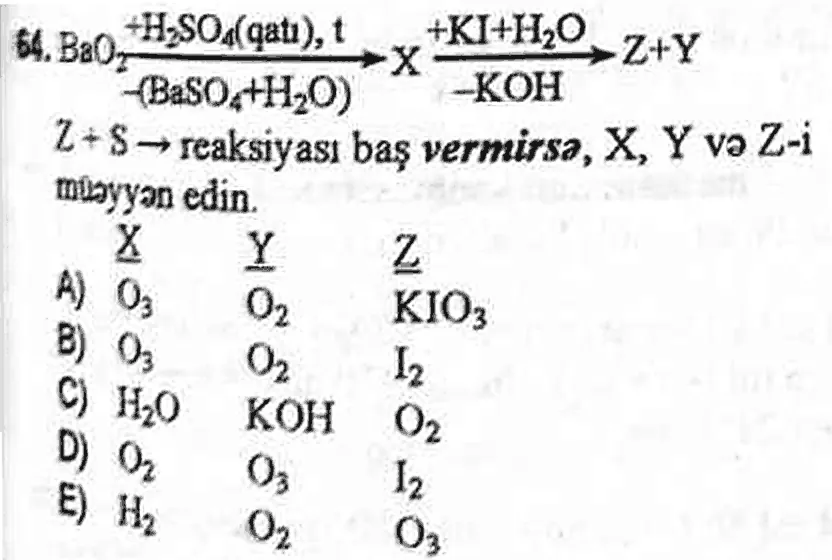 64. BaO₂ +H₂SO₄(qatı), t −(BaSO₄+H₂O) → X +KI+H₂O −KOH → Z+Y
Z + S → reaksiyası baş vermirsə, X, Y və Z-i
müəyyən edin.
X Y Z
A) O₃ O₂ KIO₃
B) O₃ O₂ I₂
C) H₂O KOH O₂
D) O₂ O₃ I₂
E) H₂ O₂ O₃